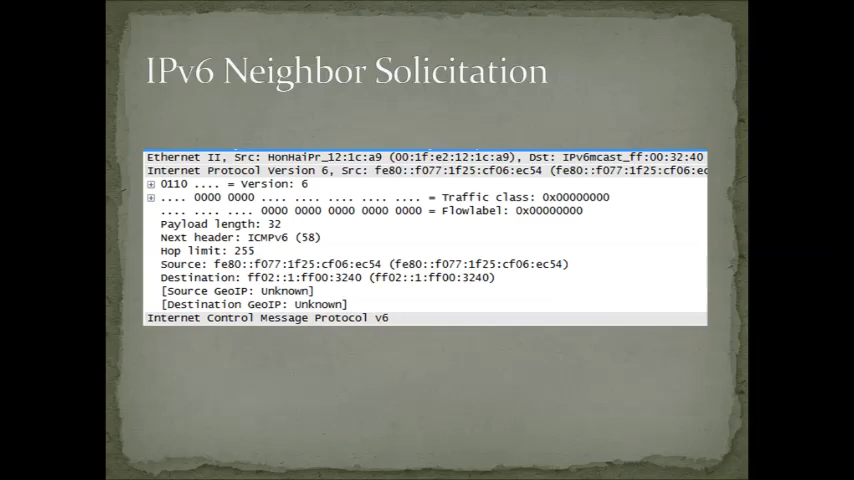 IPv6 Neighbor Solicitation
Ethernet II, Src: HonHaiPr_12:1c:a9 (00:1f:e2:12:1c:a9), Dst: IPv6mcast_ff:00:32:40
Internet Protocol Version 6, Src: fe80::f077:1f25:cf06:ec54 (fe80::f077:1f25:cf06:ec
0110 .... = Version: 6
.... 0000 0000 .... .... .... .... .... = Traffic class: 0x00000000
.... .... .... 0000 0000 0000 0000 0000 = Flowlabel: 0x00000000
Payload length: 32
Next header: ICMPv6 (58)
Hop limit: 255
Source: fe80::f077:1f25:cf06:ec54 (fe80::f077:1f25:cf06:ec54)
Destination: ff02::1:ff00:3240 (ff02::1:ff00:3240)
[Source GeoIP: Unknown]
[Destination GeoIP: Unknown]
Internet Control Message Protocol v6